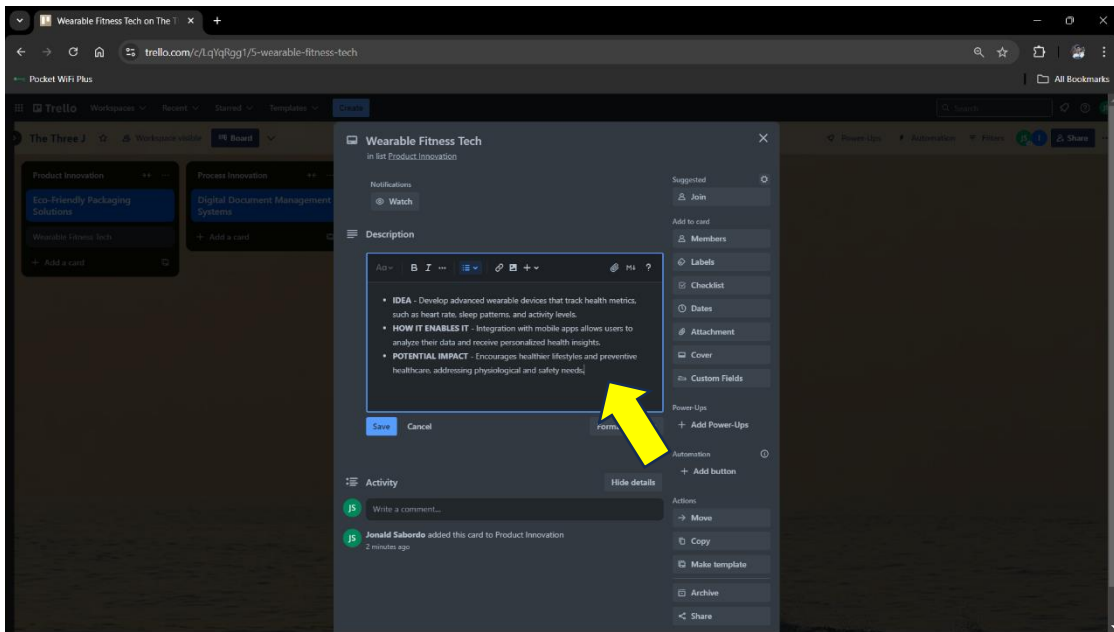 Wearable Fitness Tech on The T
trello.com/c/LqYqRgg1/5-wearable-fitness-tech
Pocket WiFi Plus
All Bookmarks
Trello Workspaces Recent Starred Templates Create
Search
The Three J Workspace visible Board
Power-Ups Automation Filters JS Share
Product Innovation
Eco-Friendly Packaging
Solutions
Wearable Fitness Tech
+ Add a card
Process Innovation
Digital Document Management
Systems
+ Add a card
Wearable Fitness Tech
in list Product Innovation
Notifications
Watch
Description
Aa B I ... M↓ ?
• IDEA - Develop advanced wearable devices that track health metrics,
such as heart rate, sleep patterns, and activity levels.
• HOW IT ENABLES IT - Integration with mobile apps allows users to
analyze their data and receive personalized health insights.
• POTENTIAL IMPACT - Encourages healthier lifestyles and preventive
healthcare, addressing physiological and safety needs.
Save Cancel
Activity
Hide details
JS Write a comment...
JS Jonald Sabordo added this card to Product Innovation
2 minutes ago
Suggested
Join
Add to card
Members
Labels
Checklist
Dates
Attachment
Cover
Custom Fields
Power-Ups
+ Add Power-Ups
Automation
+ Add button
Actions
→ Move
Copy
Make template
Archive
Share